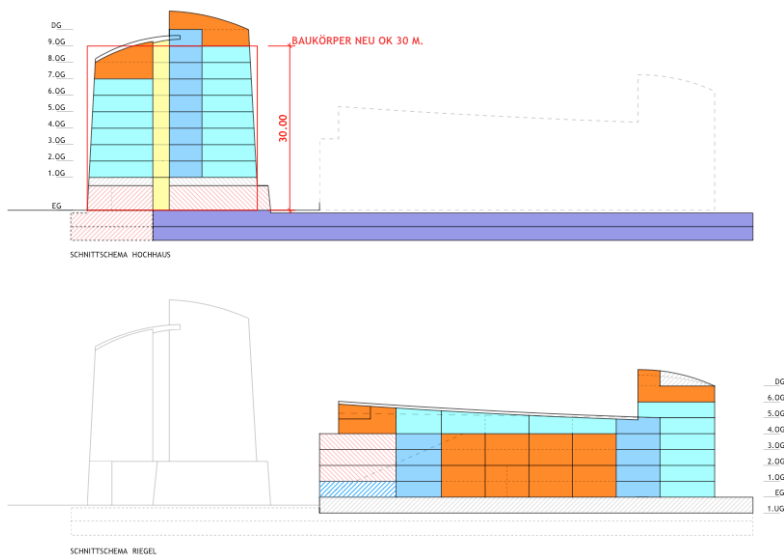 DG
9.OG
BAUKÖRPER NEU OK 30 M.
8.OG
7.OG
6.OG
5.OG
30.00
4.OG
3.OG
2.OG
1.OG
EG
SCHNITTSCHEMA HOCHHAUS
DG
6.OG
5.OG
4.OG
3.OG
2.OG
1.OG
EG
1.UG
SCHNITTSCHEMA RIEGEL